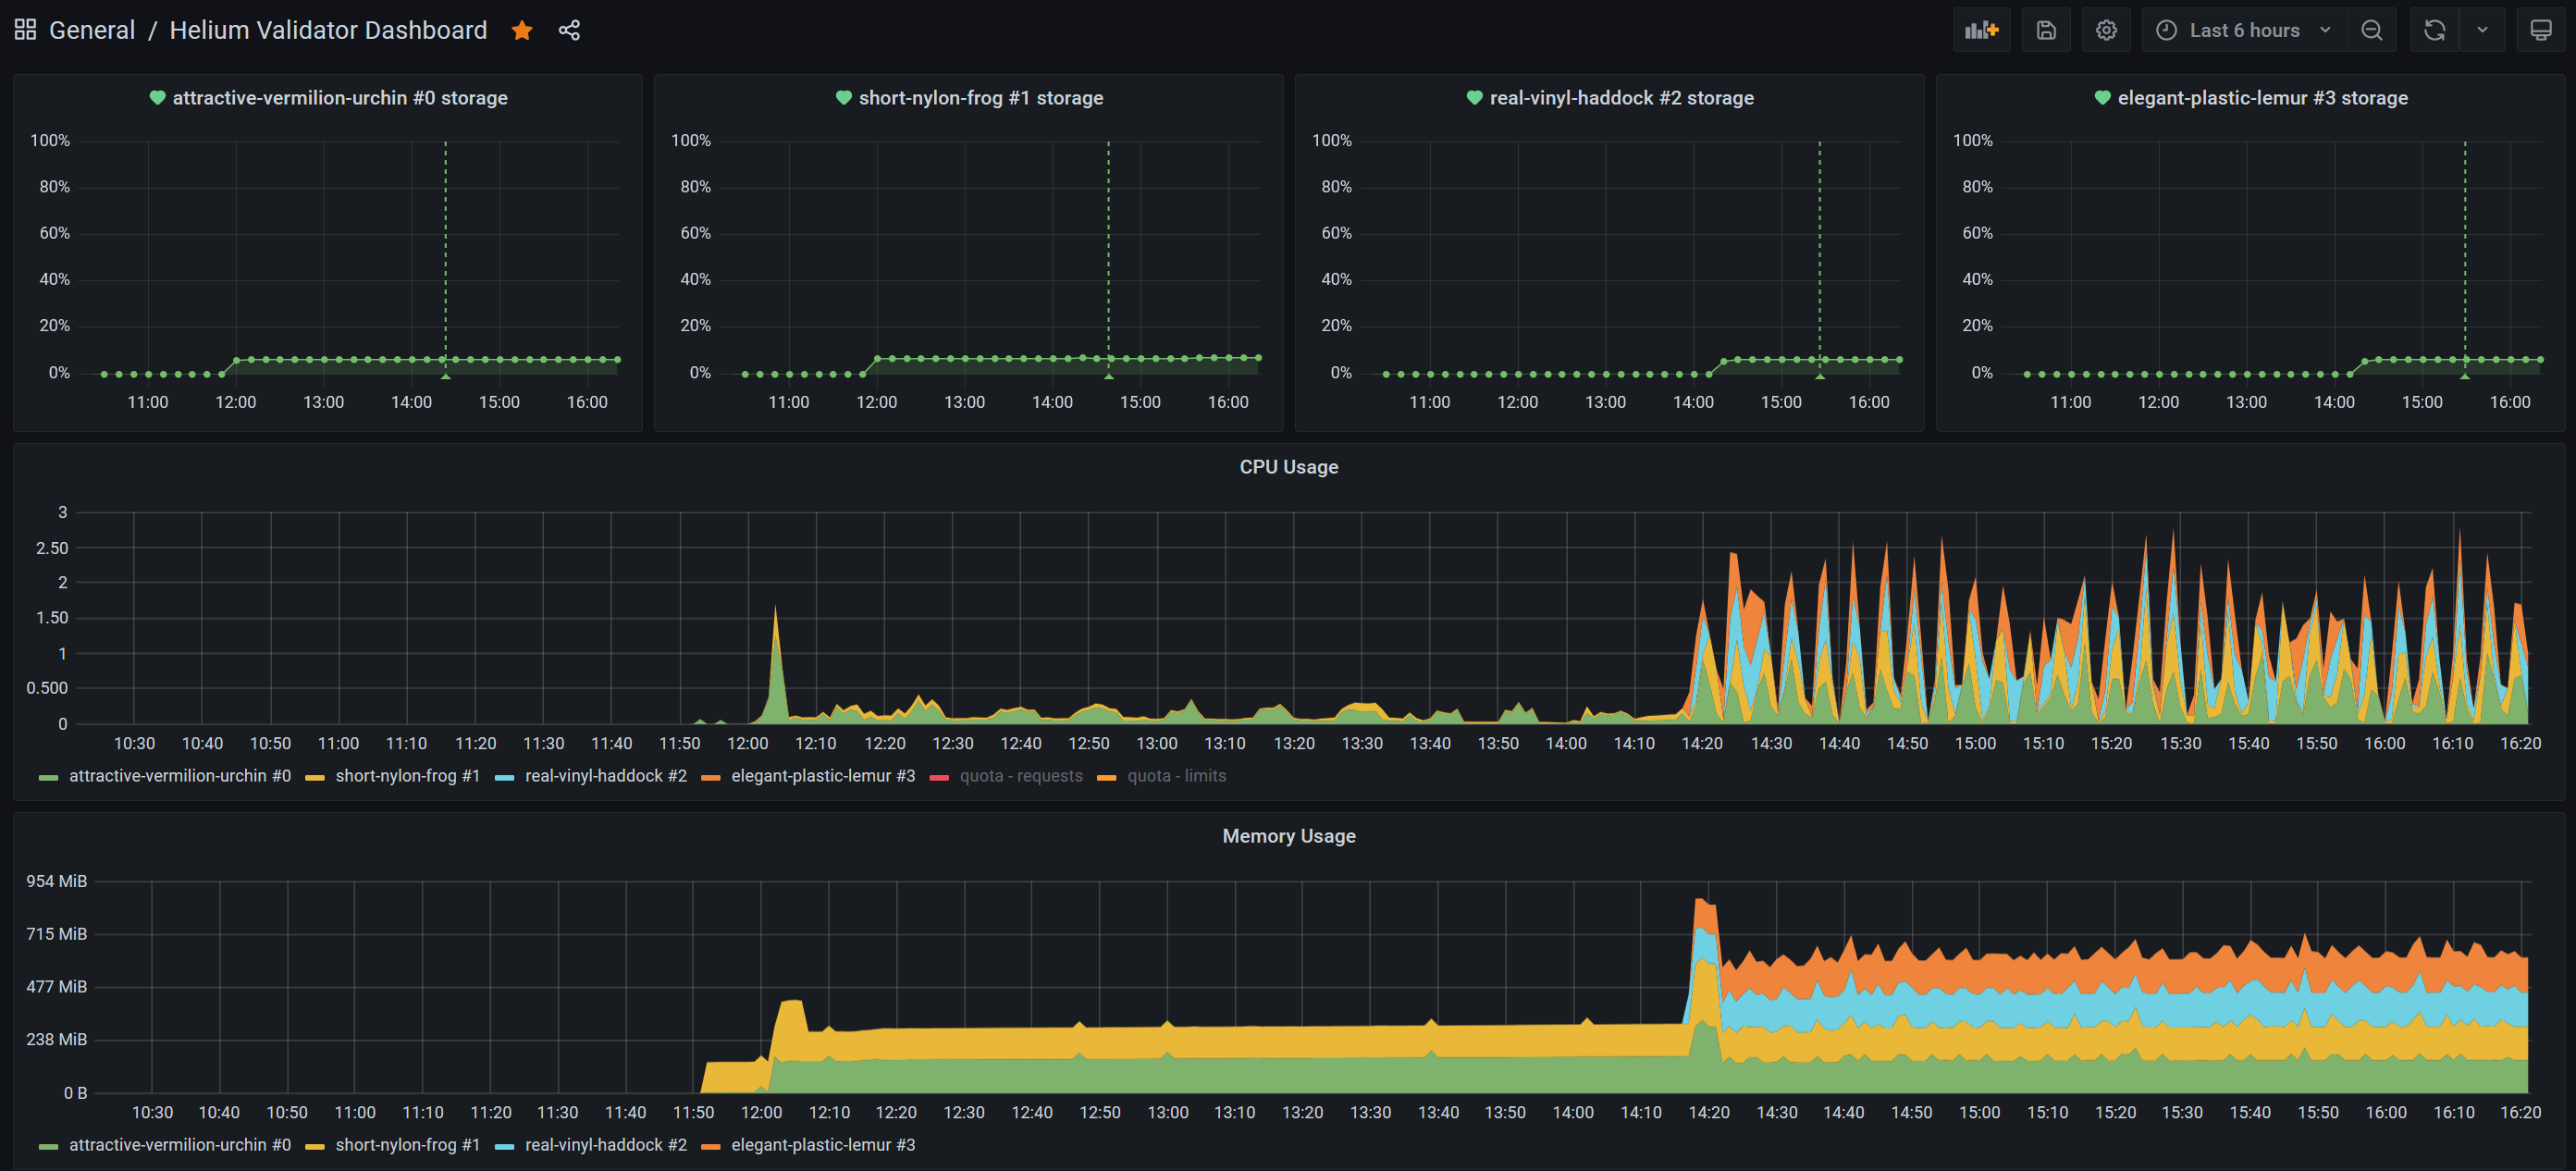 General / Helium Validator Dashboard
Last 6 hours
attractive-vermilion-urchin #0 storage
100%
80%
60%
40%
20%
0%
11:00 12:00 13:00 14:00 15:00 16:00
short-nylon-frog #1 storage
100%
80%
60%
40%
20%
0%
11:00 12:00 13:00 14:00 15:00 16:00
real-vinyl-haddock #2 storage
100%
80%
60%
40%
20%
0%
11:00 12:00 13:00 14:00 15:00 16:00
elegant-plastic-lemur #3 storage
100%
80%
60%
40%
20%
0%
11:00 12:00 13:00 14:00 15:00 16:00
CPU Usage
3
2.50
2
1.50
1
0.500
0
10:30 10:40 10:50 11:00 11:10 11:20 11:30 11:40 11:50 12:00 12:10 12:20 12:30 12:40 12:50 13:00 13:10 13:20 13:30 13:40 13:50 14:00 14:10 14:20 14:30 14:40 14:50 15:00 15:10 15:20 15:30 15:40 15:50 16:00 16:10 16:20
attractive-vermilion-urchin #0 short-nylon-frog #1 real-vinyl-haddock #2 elegant-plastic-lemur #3 quota - requests quota - limits
Memory Usage
954 MiB
715 MiB
477 MiB
238 MiB
0 B
10:30 10:40 10:50 11:00 11:10 11:20 11:30 11:40 11:50 12:00 12:10 12:20 12:30 12:40 12:50 13:00 13:10 13:20 13:30 13:40 13:50 14:00 14:10 14:20 14:30 14:40 14:50 15:00 15:10 15:20 15:30 15:40 15:50 16:00 16:10 16:20
attractive-vermilion-urchin #0 short-nylon-frog #1 real-vinyl-haddock #2 elegant-plastic-lemur #3